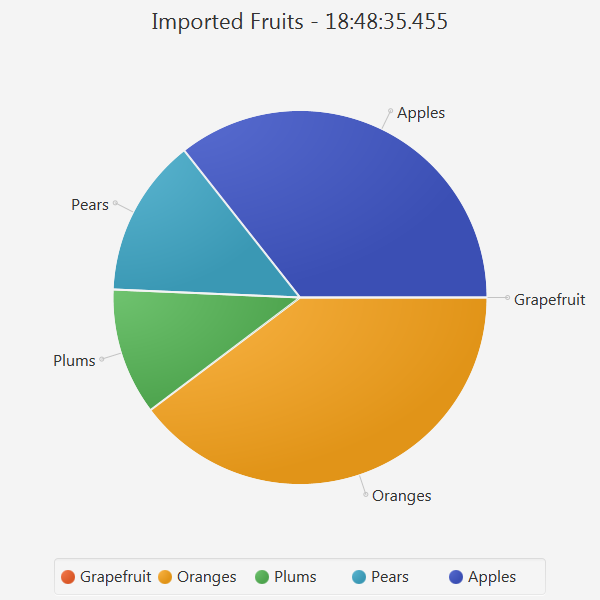 Imported Fruits - 18:48:35.455
Apples
Pears
Grapefruit
Plums
Oranges
Grapefruit Oranges Plums Pears Apples